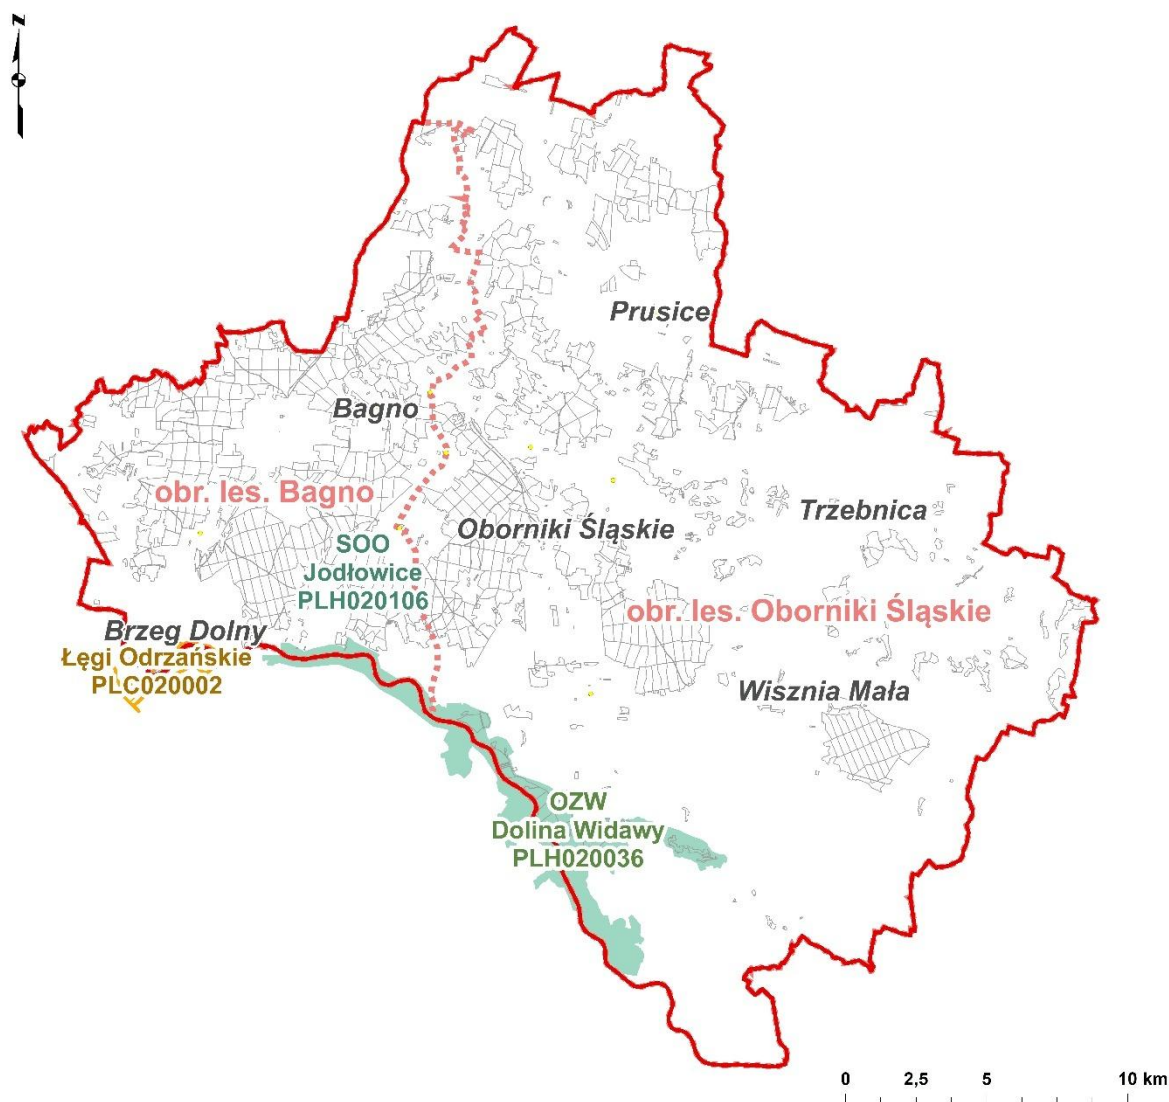 N
Prusice
Bagno
obr. les. Bagno
Trzebnica
Oborniki Śląskie
SOO
Jodłowice
PLH020106
obr. les. Oborniki Śląskie
Brzeg Dolny
Łęgi Odrzańskie
PLC020002
Wisznia Mała
OZW
Dolina Widawy
PLH020036
0 2,5 5 10 km